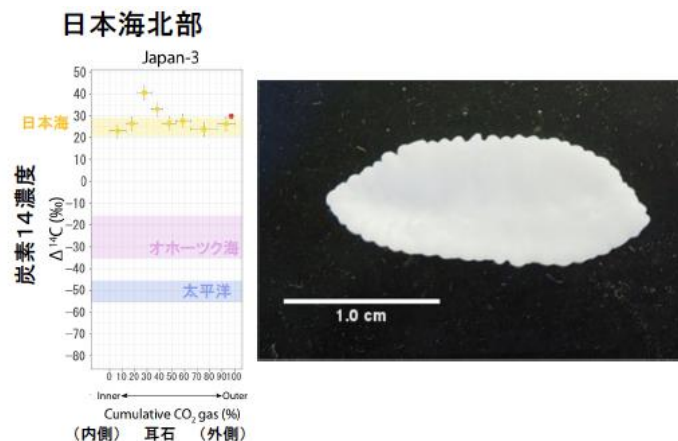 日本海北部
Japan-3
50
40
30
20
10
0
−10
−20
−30
−40
−50
−60
−70
−80
日本海
オホーツク海
太平洋
炭素14濃度
Δ¹⁴C (‰)
0 10 20 30 40 50 60 70 80 90100
Inner Outer
Cumulative CO₂ gas (%)
（内側） 耳石 （外側）
1.0 cm